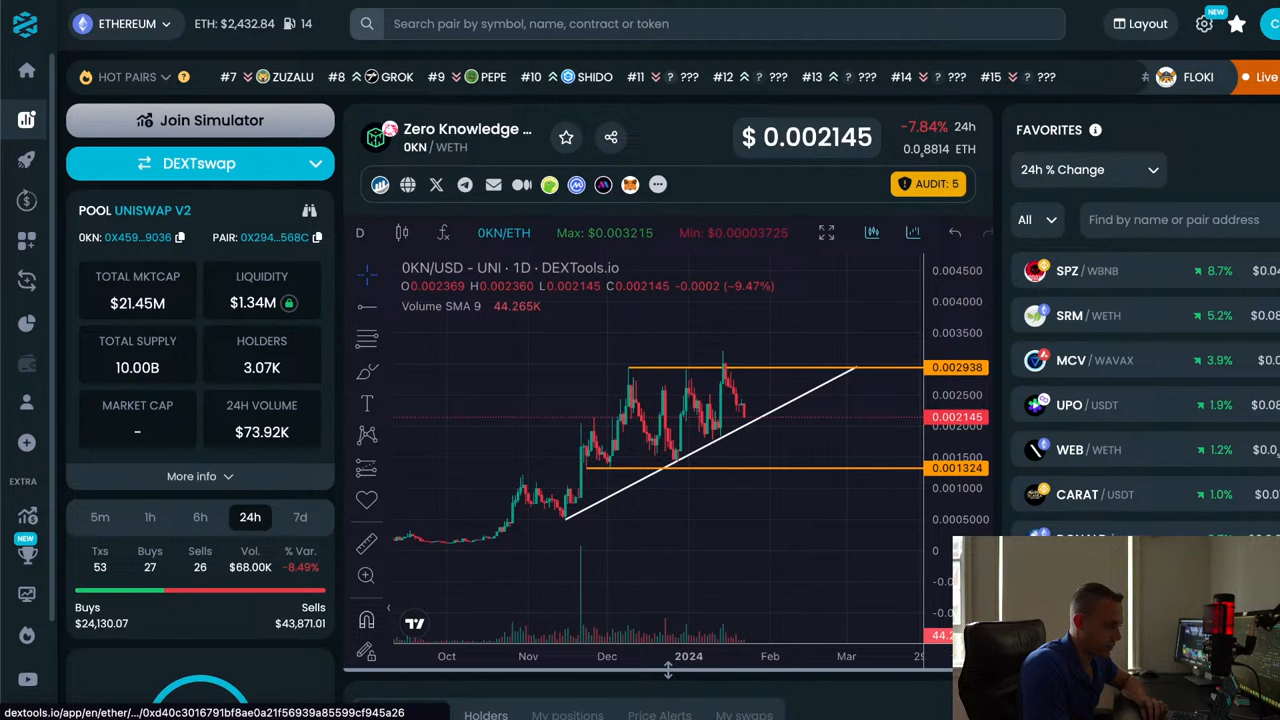 ETHEREUM
ETH: $2,432.84
14
Search pair by symbol, name, contract or token
Layout
NEW
HOT PAIRS
?
#7 ZUZALU
#8 GROK
#9 PEPE
#10 SHIDO
#11 ? ???
#12 ? ???
#13 ? ???
#14 ? ???
#15 ? ???
FLOKI
Live
Join Simulator
DEXTswap
POOL UNISWAP V2
0KN: 0X459...9036
PAIR: 0X294...568C
TOTAL MKTCAP
$21.45M
LIQUIDITY
$1.34M
TOTAL SUPPLY
10.00B
HOLDERS
3.07K
MARKET CAP
-
24H VOLUME
$73.92K
More info
EXTRA
NEW
5m 1h 6h 24h 7d
Txs Buys Sells Vol. % Var.
53 27 26 $68.00K -8.49%
Buys Sells
$24,130.07 $43,871.01
Zero Knowledge ...
0KN / WETH
$ 0.002145
-7.84% 24h
0.0₅8814 ETH
AUDIT: 5
D
0KN/ETH
Max: $0.003215
Min: $0.00003725
0KN/USD - UNI · 1D · DEXTools.io
O0.002369 H0.002360 L0.002145 C0.002145 -0.0002 (-9.47%)
Volume SMA 9 44.265K
0.004500
0.004000
0.003500
0.002938
0.002500
0.002145
0.002000
0.001500
0.001324
0.001000
0.0005000
0
Oct Nov Dec 2024 Feb Mar
Holders My positions Price Alerts My swaps
FAVORITES
24h % Change
All
Find by name or pair address
SPZ / WBNB 8.7%
SRM / WETH 5.2%
MCV / WAVAX 3.9%
UPO / USDT 1.9%
WEB / WETH 1.2%
CARAT / USDT 1.0%
dextools.io/app/en/ether/.../0xd40c3016791bf8ae0a21f56939a85599cf945a26